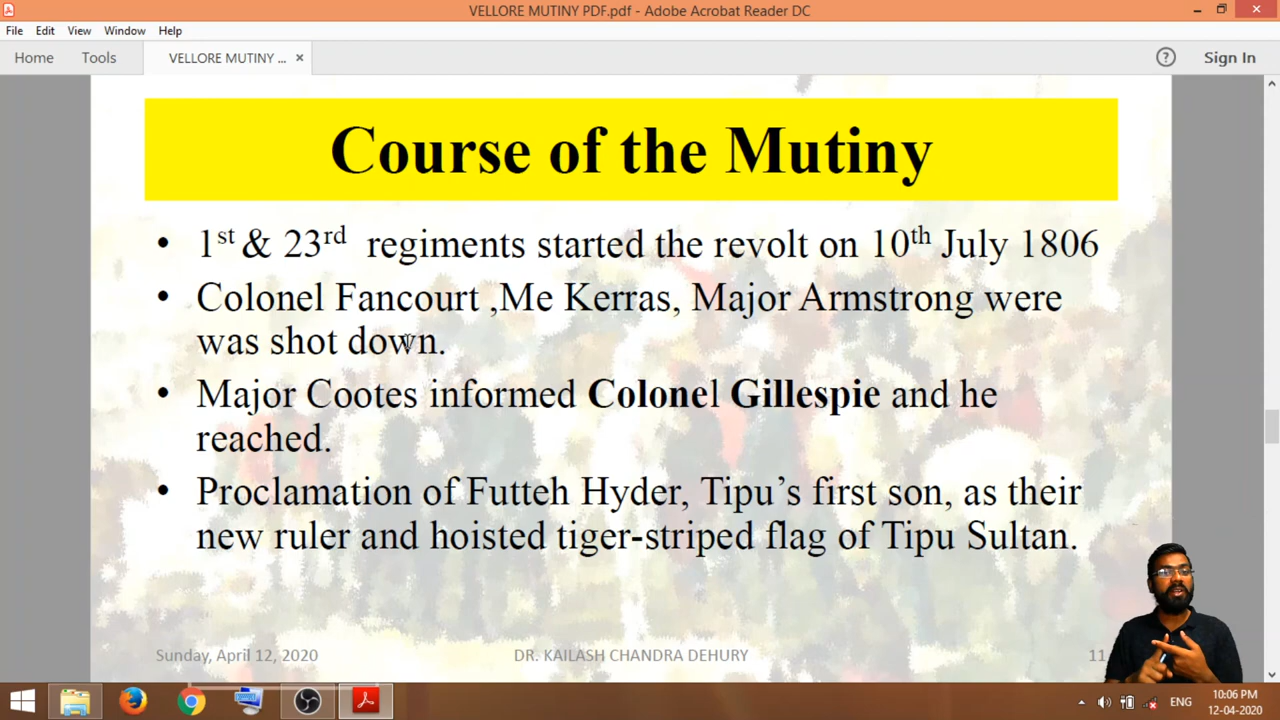 VELLORE MUTINY PDF.pdf - Adobe Acrobat Reader DC
File Edit View Window Help
Home Tools VELLORE MUTINY ... × ? Sign In
Course of the Mutiny
• 1st & 23rd regiments started the revolt on 10th July 1806
• Colonel Fancourt ,Me Kerras, Major Armstrong were
was shot down.
• Major Cootes informed Colonel Gillespie and he
reached.
• Proclamation of Futteh Hyder, Tipu's first son, as their
new ruler and hoisted tiger-striped flag of Tipu Sultan.
Sunday, April 12, 2020 DR. KAILASH CHANDRA DEHURY 11
ENG 10:06 PM
12-04-2020